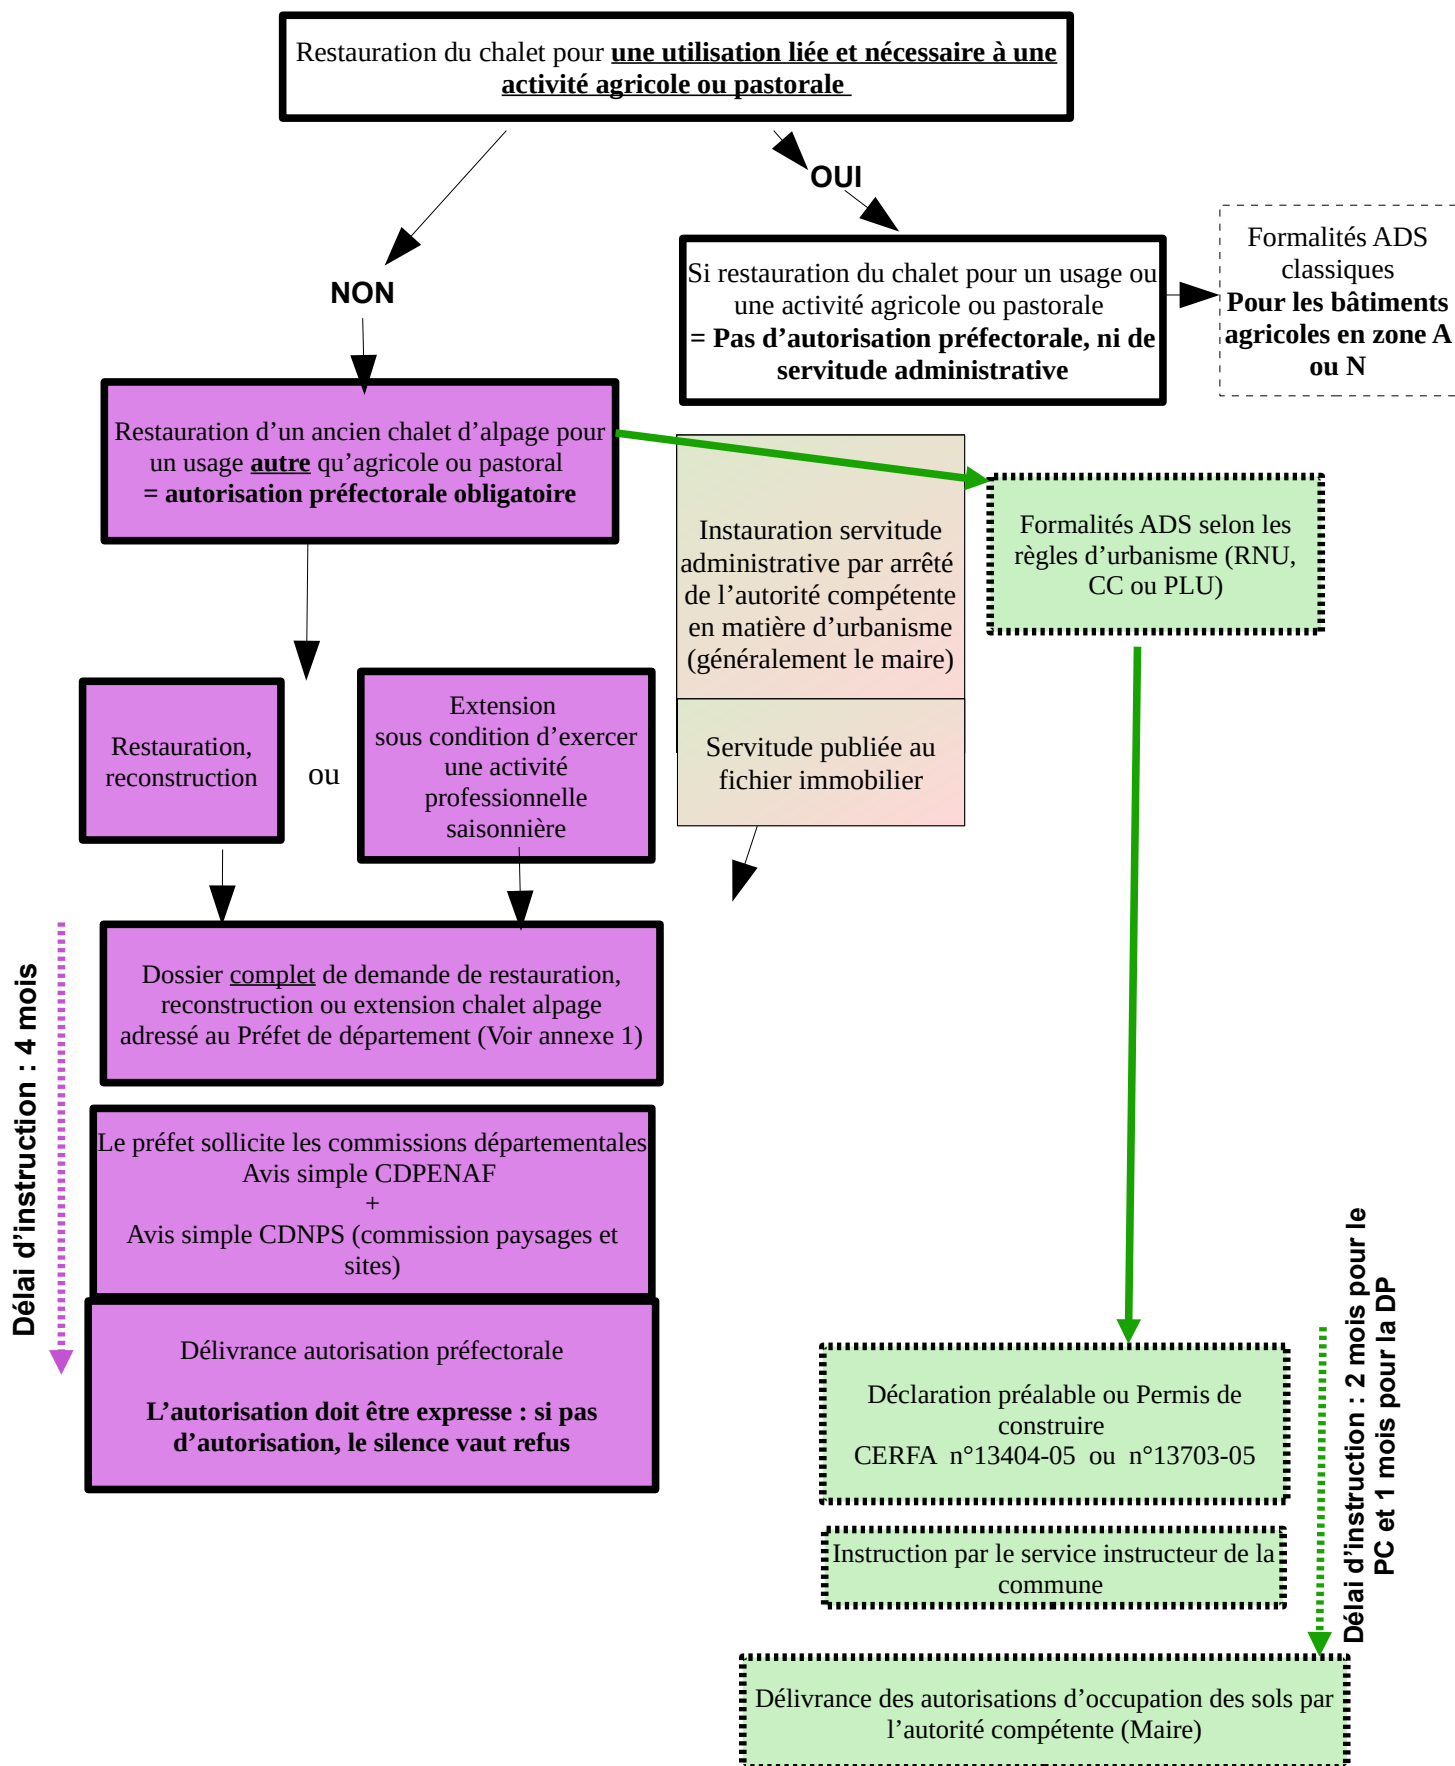 Restauration du chalet pour une utilisation liée et nécessaire à une
activité agricole ou pastorale
OUI
NON
Si restauration du chalet pour un usage ou
une activité agricole ou pastorale
= Pas d’autorisation préfectorale, ni de
servitude administrative
Formalités ADS
classiques
Pour les bâtiments
agricoles en zone A
ou N
Restauration d’un ancien chalet d’alpage pour
un usage autre qu’agricole ou pastoral
= autorisation préfectorale obligatoire
Instauration servitude
administrative par arrêté
de l’autorité compétente
en matière d’urbanisme
(généralement le maire)
Servitude publiée au
fichier immobilier
Formalités ADS selon les
règles d’urbanisme (RNU,
CC ou PLU)
Restauration,
reconstruction
ou
Extension
sous condition d’exercer
une activité
professionnelle
saisonnière
Délai d’instruction : 4 mois
Dossier complet de demande de restauration,
reconstruction ou extension chalet alpage
adressé au Préfet de département (Voir annexe 1)
Le préfet sollicite les commissions départementales
Avis simple CDPENAF
+
Avis simple CDNPS (commission paysages et
sites)
Délivrance autorisation préfectorale
L’autorisation doit être expresse : si pas
d’autorisation, le silence vaut refus
Déclaration préalable ou Permis de
construire
CERFA n°13404-05 ou n°13703-05
Instruction par le service instructeur de la
commune
Délai d’instruction : 2 mois pour le
PC et 1 mois pour la DP
Délivrance des autorisations d’occupation des sols par
l’autorité compétente (Maire)